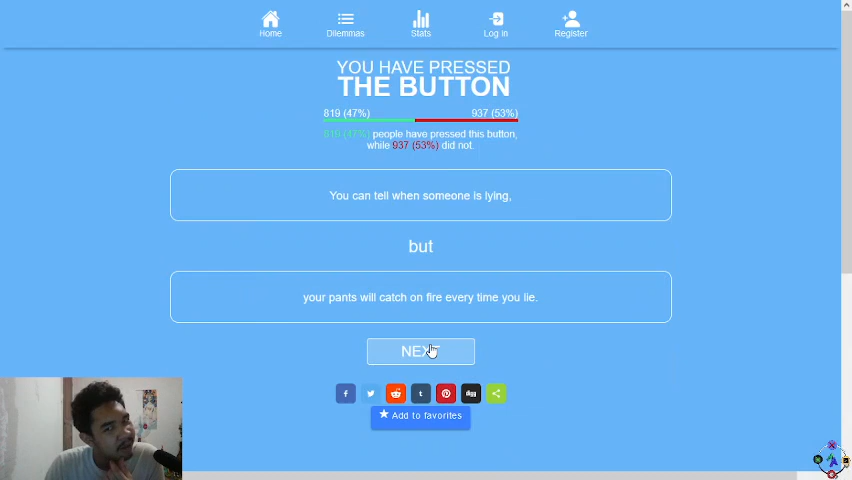 Home
Dilemmas
Stats
Log in
Register
YOU HAVE PRESSED
THE BUTTON
819 (47%)
937 (53%)
819 (47%) people have pressed this button,
while 937 (53%) did not.
You can tell when someone is lying,
but
your pants will catch on fire every time you lie.
NEXT
f
t
digg
Add to favorites